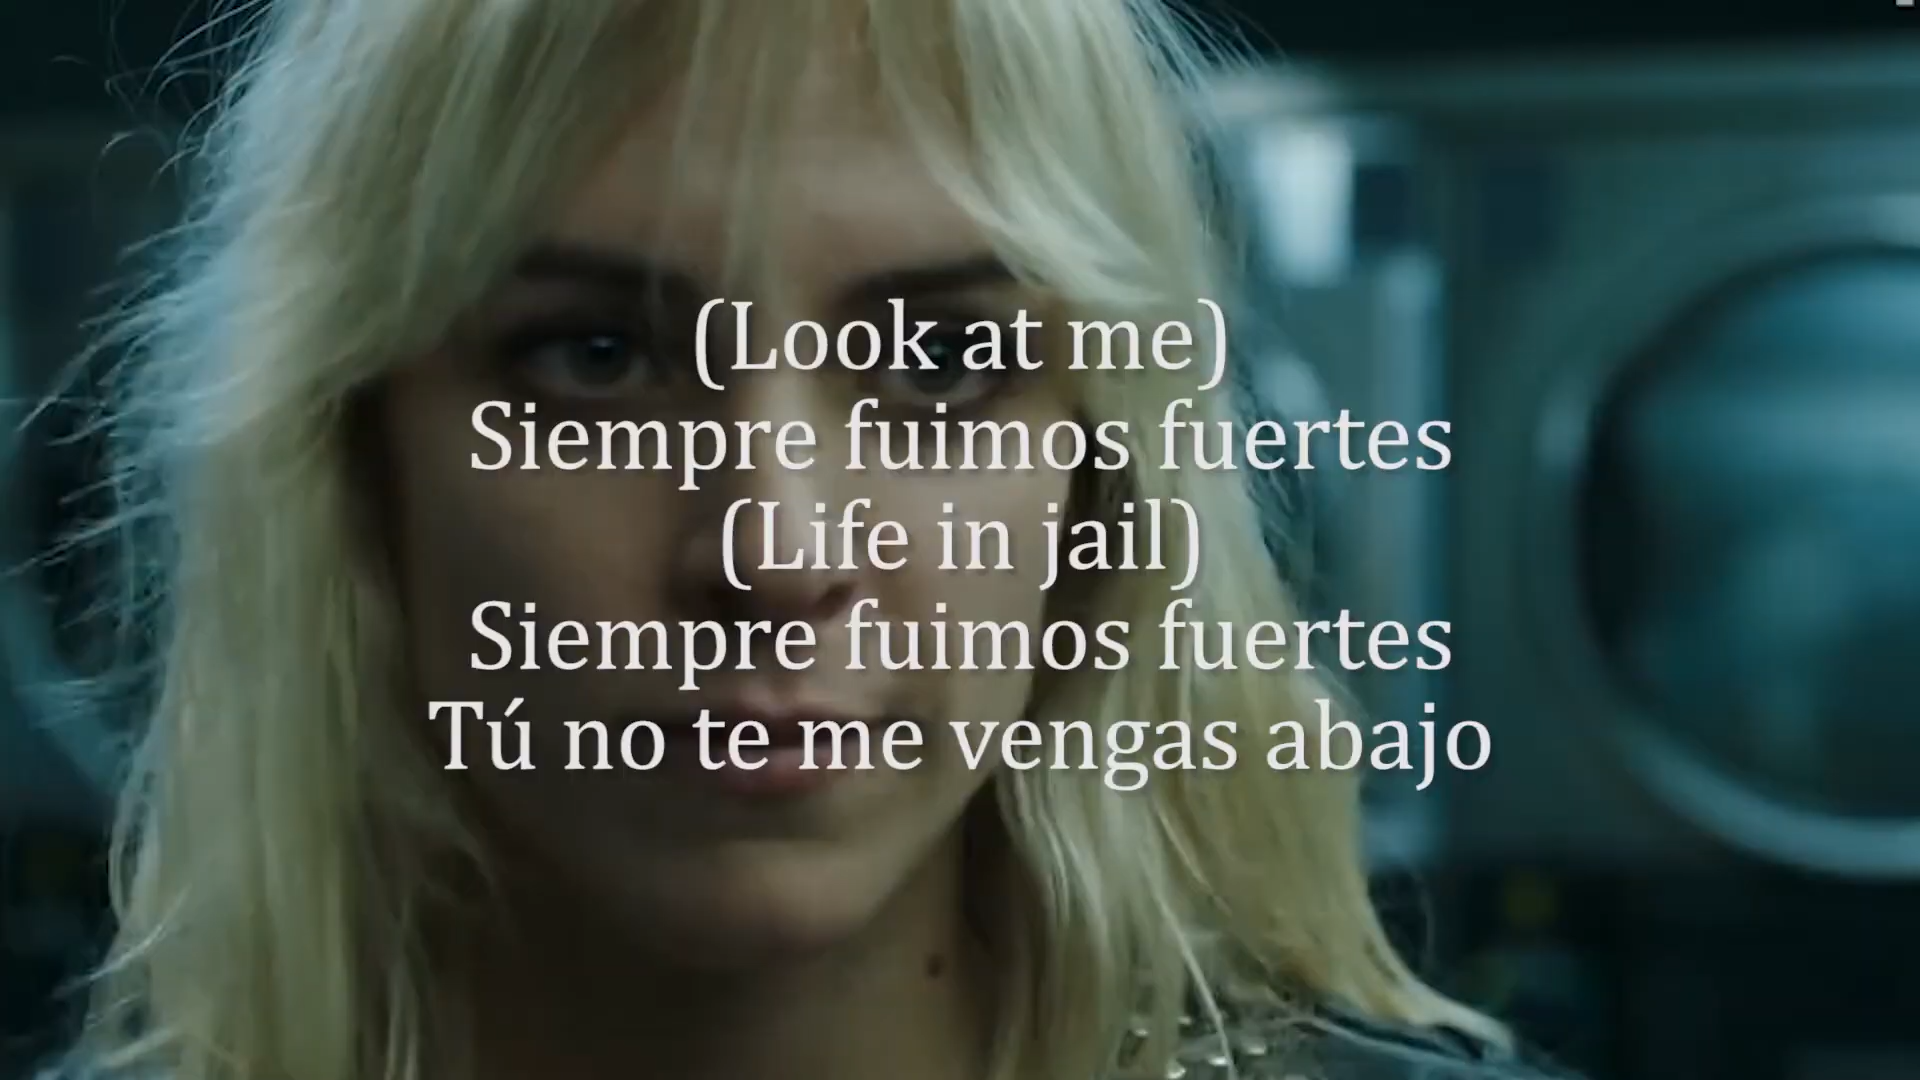 (Look at me)
Siempre fuimos fuertes
(Life in jail)
Siempre fuimos fuertes
Tú no te me vengas abajo